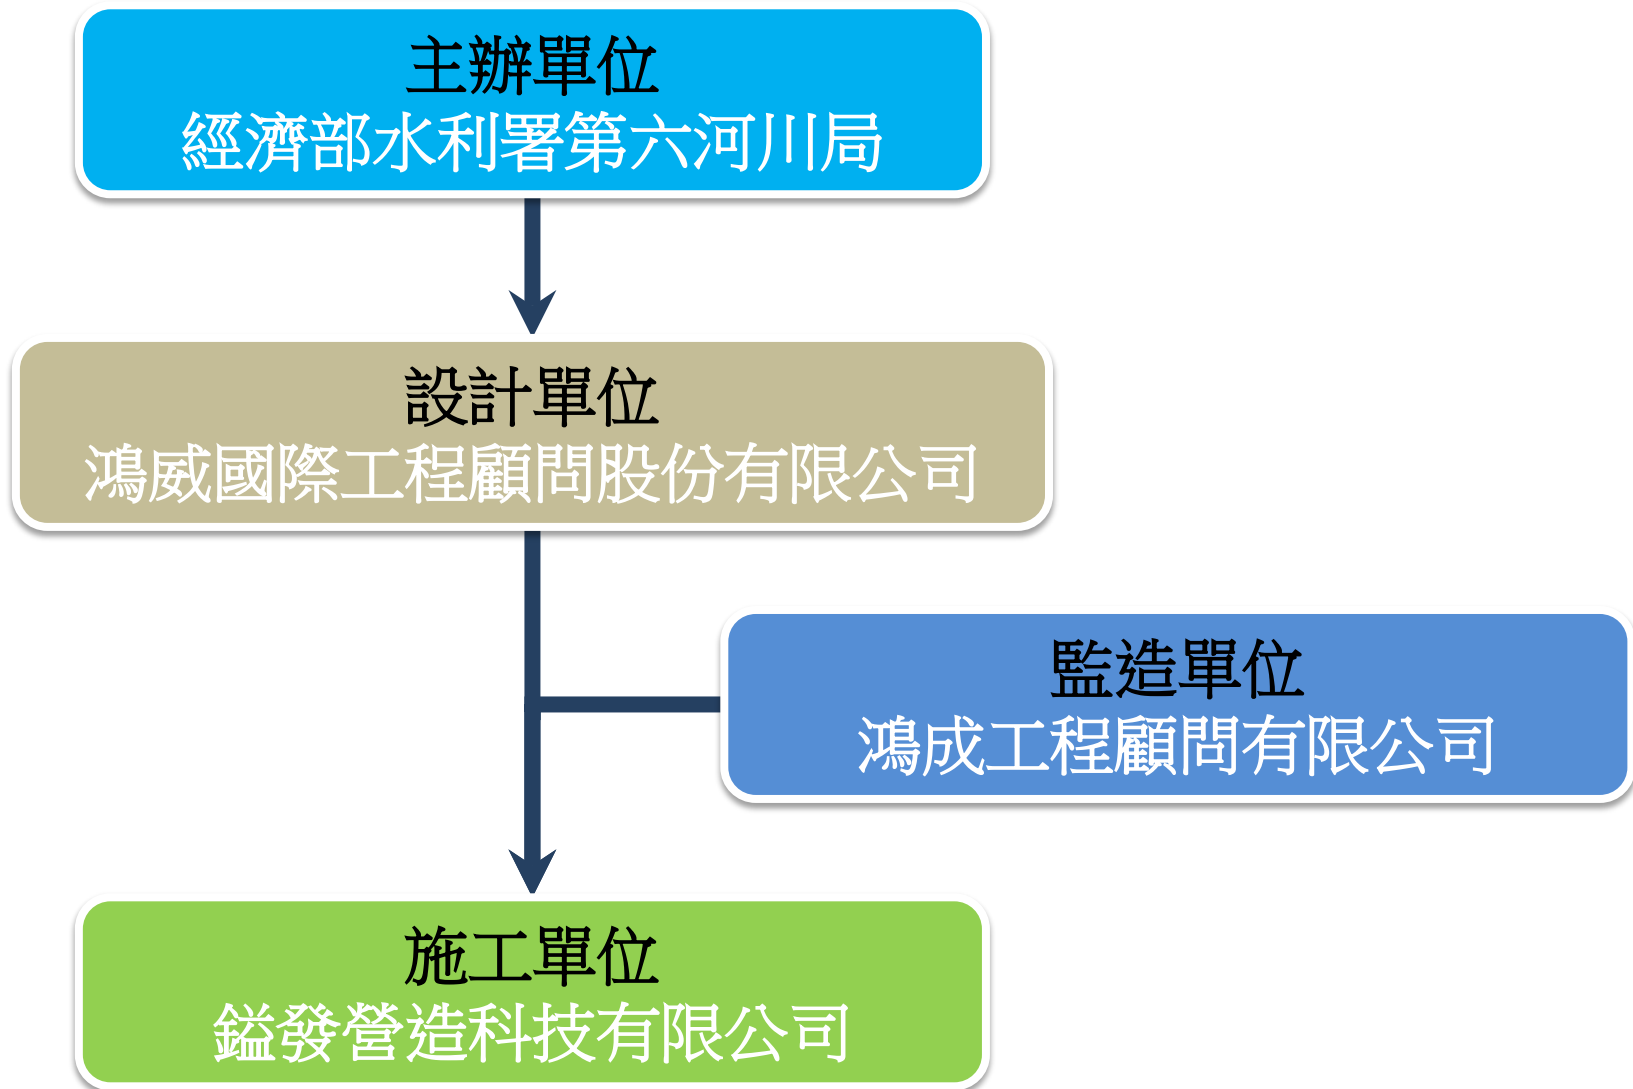 主辦單位
經濟部水利署第六河川局
設計單位
鴻威國際工程顧問股份有限公司
監造單位
鴻成工程顧問有限公司
施工單位
鎰發營造科技有限公司